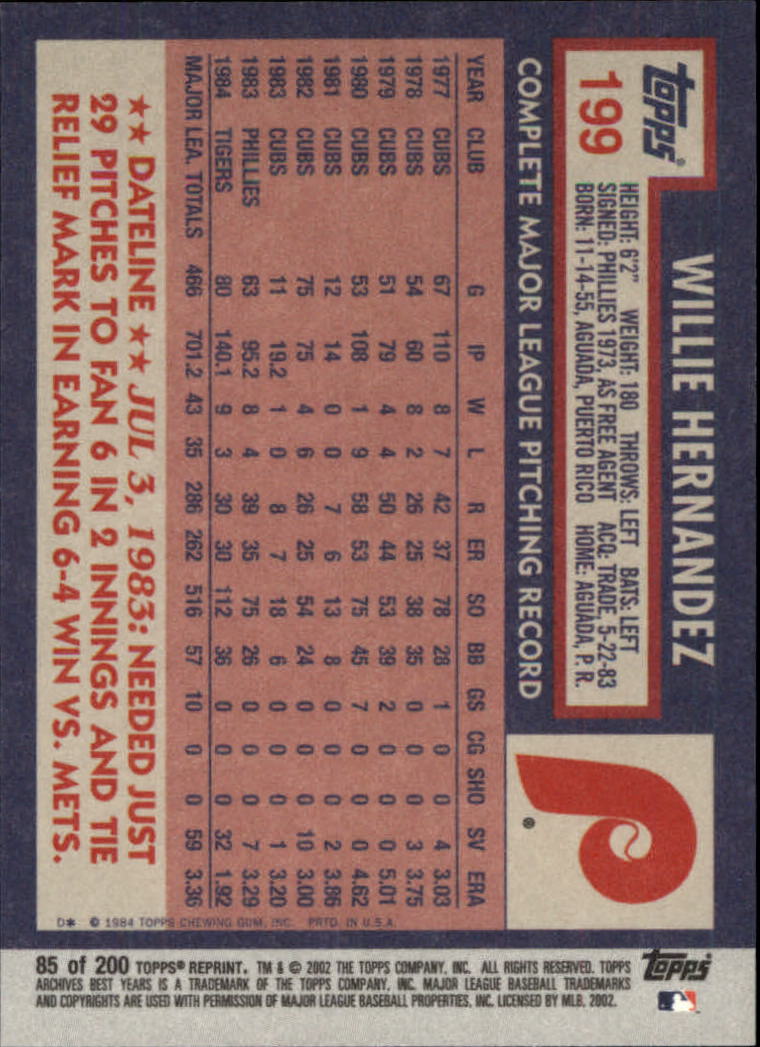 topps®
199
WILLIE HERNANDEZ
HEIGHT: 6'2" WEIGHT: 180 THROWS: LEFT BATS: LEFT
SIGNED: PHILLIES 1973, AS FREE AGENT ACQ: TRADE, 5-22-83
BORN: 11-14-55, AGUADA, PUERTO RICO HOME: AGUADA, P. R.
COMPLETE MAJOR LEAGUE PITCHING RECORD
YEAR CLUB G IP W L R ER SO BB GS CG SHO SV ERA
1977 CUBS 67 110 8 7 42 37 78 28 1 0 0 4 3.03
1978 CUBS 54 60 8 2 26 25 38 35 0 0 0 3 3.75
1979 CUBS 51 79 4 4 50 44 53 39 2 0 0 0 5.01
1980 CUBS 53 108 1 9 58 53 75 45 7 0 0 0 4.62
1981 CUBS 12 14 0 0 7 6 13 8 0 0 0 2 3.86
1982 CUBS 75 75 4 6 26 25 54 24 0 0 0 10 3.00
1983 CUBS 11 19.2 1 0 8 7 18 6 0 0 0 1 3.20
1983 PHILLIES 63 95.2 8 4 39 35 75 26 0 0 0 7 3.29
1984 TIGERS 80 140.1 9 3 30 30 112 36 0 0 0 32 1.92
MAJOR LEA. TOTALS 466 701.2 43 35 286 262 516 57 10 0 0 59 3.36
★★ DATELINE ★★ JUL 3, 1983: NEEDED JUST
29 PITCHES TO FAN 6 IN 2 INNINGS AND TIE
RELIEF MARK IN EARNING 6-4 WIN VS. METS.
P ®
D* © 1984 TOPPS CHEWING GUM, INC. PRTD. IN U.S.A.
85 of 200 TOPPS® REPRINT. TM & © 2002 THE TOPPS COMPANY, INC. ALL RIGHTS RESERVED. TOPPS
ARCHIVES BEST YEARS IS A TRADEMARK OF THE TOPPS COMPANY, INC. MAJOR LEAGUE BASEBALL TRADEMARKS
AND COPYRIGHTS ARE USED WITH PERMISSION OF MAJOR LEAGUE BASEBALL PROPERTIES, INC. LICENSED BY MLB, 2002.
topps®